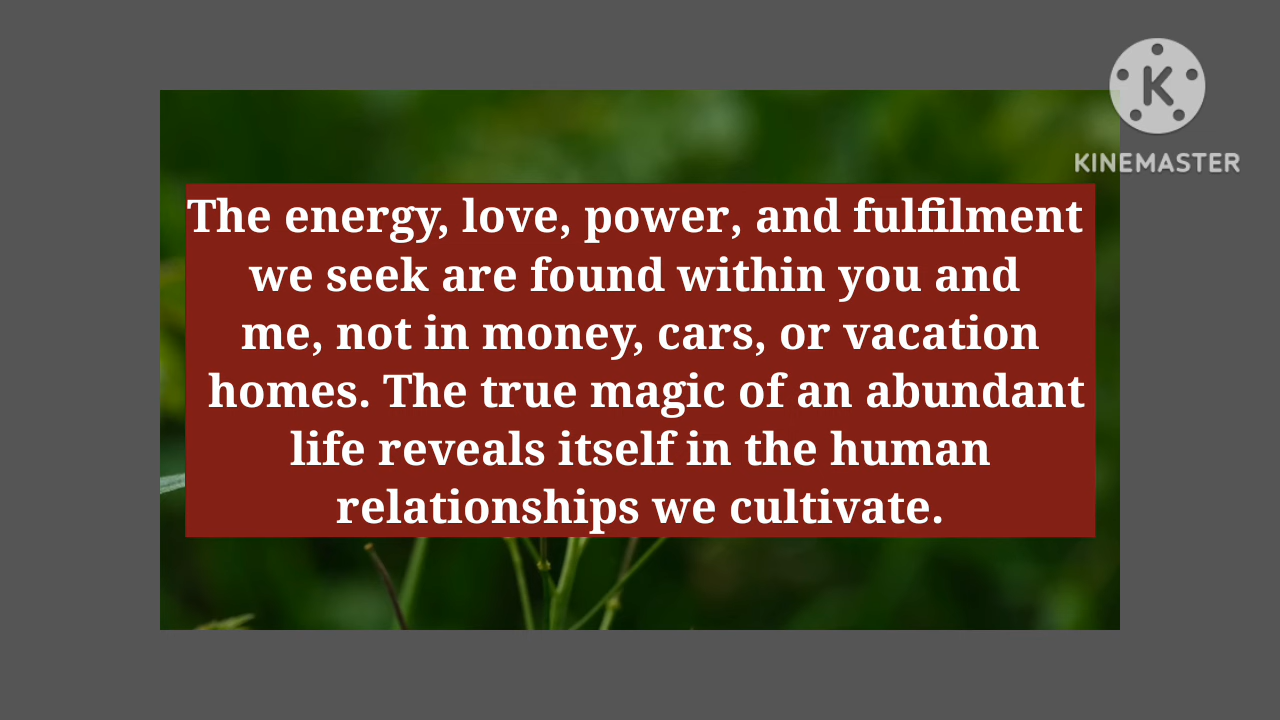 K
KINEMASTER
The energy, love, power, and fulfilment
we seek are found within you and
me, not in money, cars, or vacation
homes. The true magic of an abundant
life reveals itself in the human
relationships we cultivate.